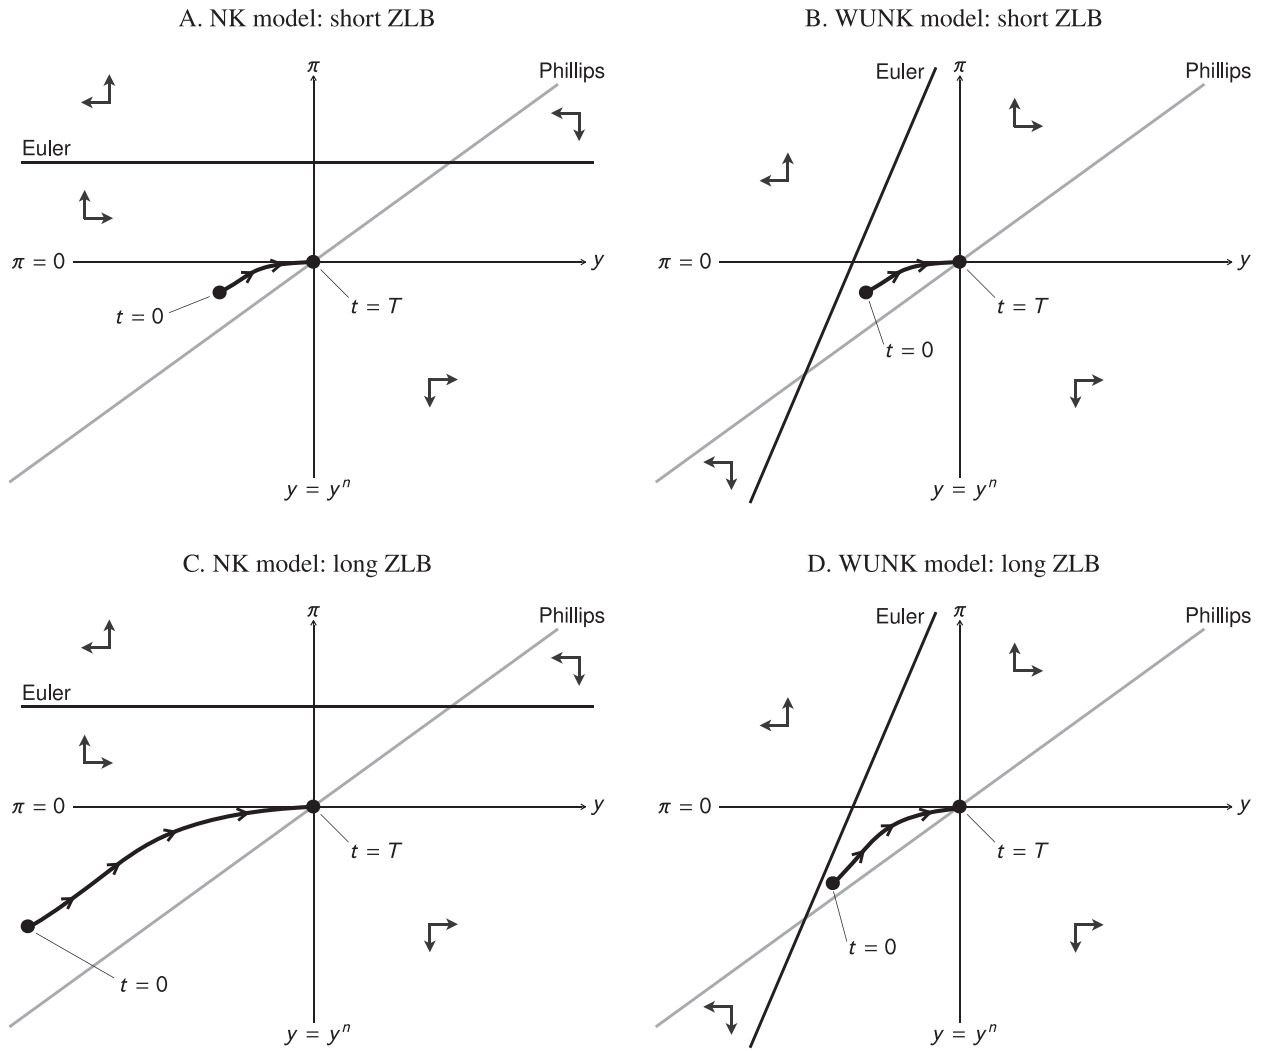 A. NK model: short ZLB
π
Phillips
Euler
π = 0
y
t = 0
t = T
y = yⁿ
B. WUNK model: short ZLB
Euler
π
Phillips
π = 0
y
t = T
t = 0
y = yⁿ
C. NK model: long ZLB
π
Phillips
Euler
π = 0
y
t = T
t = 0
y = yⁿ
D. WUNK model: long ZLB
Euler
π
Phillips
π = 0
y
t = T
t = 0
y = yⁿ